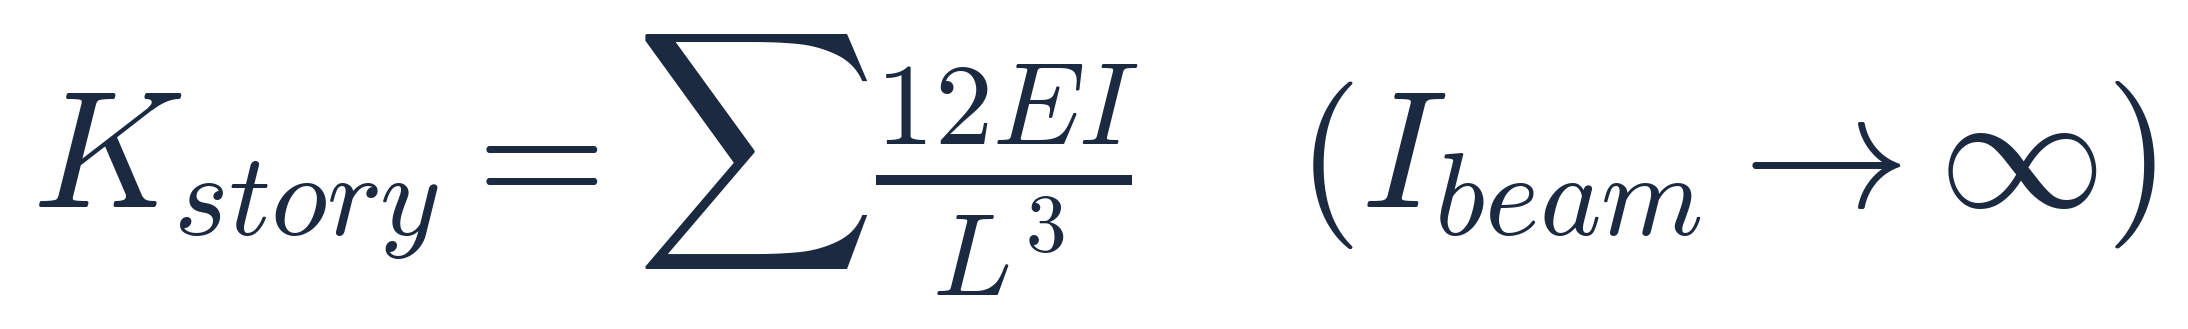 $K_{story} = \sum \frac{12EI}{L^3} \quad (I_{beam} \to \infty)$